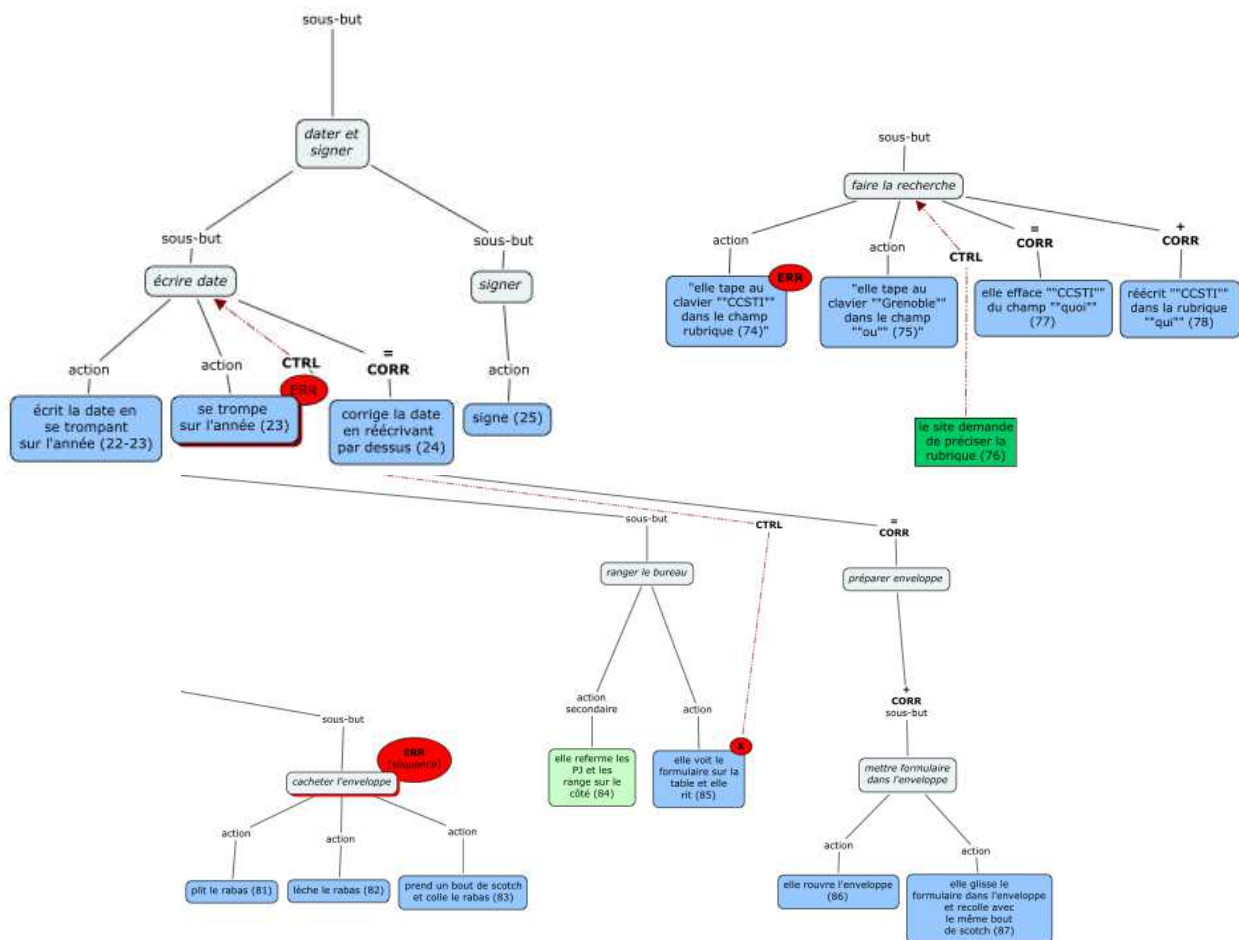 sous-but
dater et
signer
sous-but
sous-but
écrire date
signer
action
action
CTRL
ERR
=
CORR
action
écrit la date en
se trompant
sur l'année (22-23)
se trompe
sur l'année (23)
corrige la date
en réécrivant
par dessus (24)
signe (25)
sous-but
faire la recherche
action
action
CTRL
=
CORR
+
CORR
ERR
"elle tape au
clavier ""CCSTI""
dans le champ
rubrique (74)"
"elle tape au
clavier ""Grenoble""
dans le champ
""ou"" (75)"
elle efface ""CCSTI""
du champ ""quoi""
(77)
réécrit ""CCSTI""
dans la rubrique
""qui"" (78)
le site demande
de préciser la
rubrique (76)
sous-but
CTRL
=
CORR
ranger le bureau
préparer enveloppe
action
secondaire
action
+
CORR
sous-but
X
elle referme les
PJ et les
range sur le
côté (84)
elle voit le
formulaire sur la
table et elle
rit (85)
mettre formulaire
dans l'enveloppe
action
action
elle rouvre l'enveloppe
(86)
elle glisse le
formulaire dans l'enveloppe
et recolle avec
le même bout
de scotch (87)
sous-but
ERR
(séquence)
cacheter l'enveloppe
action
action
action
plit le rabas (81)
lèche le rabas (82)
prend un bout de scotch
et colle le rabas (83)